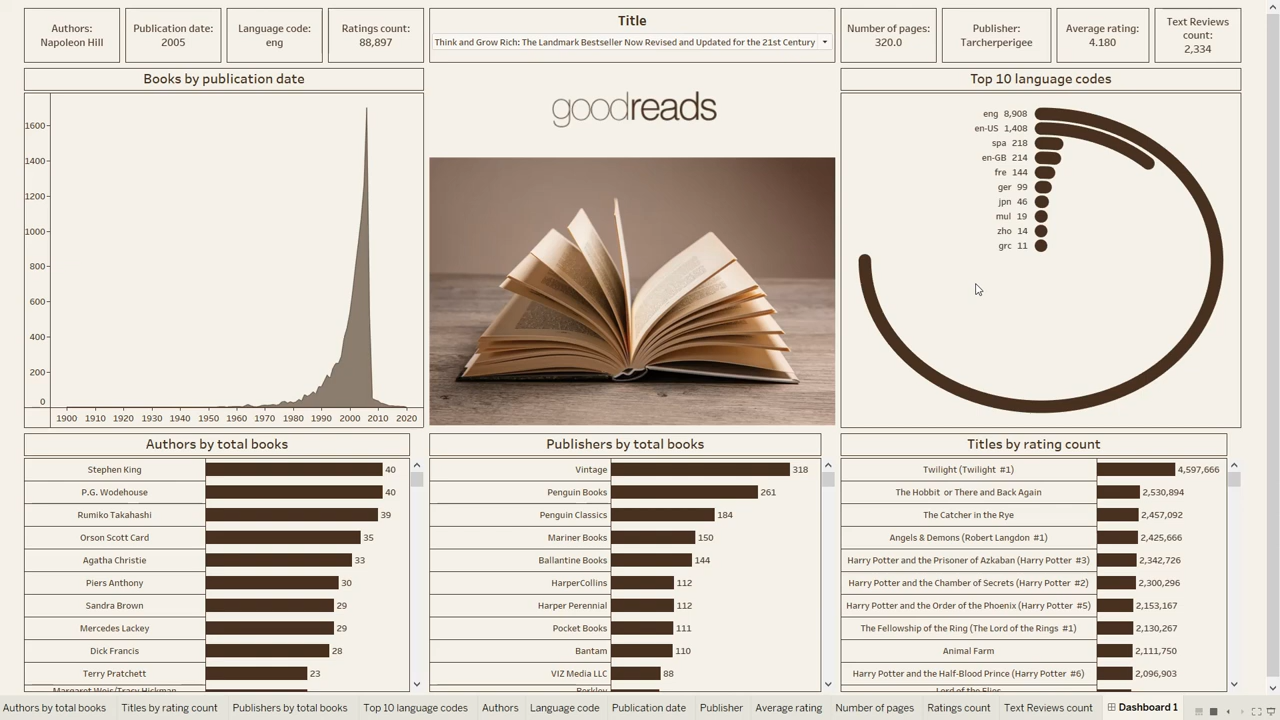 Authors:
Napoleon Hill
Publication date:
2005
Language code:
eng
Ratings count:
88,897
Title
Think and Grow Rich: The Landmark Bestseller Now Revised and Updated for the 21st Century
Number of pages:
320.0
Publisher:
Tarcherperigee
Average rating:
4.180
Text Reviews
count:
2,334
Books by publication date
1600
1400
1200
1000
800
600
400
200
0
1900 1910 1920 1930 1940 1950 1960 1970 1980 1990 2000 2010 2020
goodreads
Top 10 language codes
eng 8,908
en-US 1,408
spa 218
en-GB 214
fre 144
ger 99
jpn 46
mul 19
zho 14
grc 11
Authors by total books
Stephen King 40
P.G. Wodehouse 40
Rumiko Takahashi 39
Orson Scott Card 35
Agatha Christie 33
Piers Anthony 30
Sandra Brown 29
Mercedes Lackey 29
Dick Francis 28
Terry Pratchett 23
Margaret Weis/Tracy Hickman
Publishers by total books
Vintage 318
Penguin Books 261
Penguin Classics 184
Mariner Books 150
Ballantine Books 144
HarperCollins 112
Harper Perennial 112
Pocket Books 111
Bantam 110
VIZ Media LLC 88
Berkley
Titles by rating count
Twilight (Twilight #1) 4,597,666
The Hobbit or There and Back Again 2,530,894
The Catcher in the Rye 2,457,092
Angels & Demons (Robert Langdon #1) 2,425,666
Harry Potter and the Prisoner of Azkaban (Harry Potter #3) 2,342,726
Harry Potter and the Chamber of Secrets (Harry Potter #2) 2,300,296
Harry Potter and the Order of the Phoenix (Harry Potter #5) 2,153,167
The Fellowship of the Ring (The Lord of the Rings #1) 2,130,267
Animal Farm 2,111,750
Harry Potter and the Half-Blood Prince (Harry Potter #6) 2,096,903
Lord of the Flies
Authors by total books Titles by rating count Publishers by total books Top 10 language codes Authors Language code Publication date Publisher Average rating Number of pages Ratings count Text Reviews count Dashboard 1